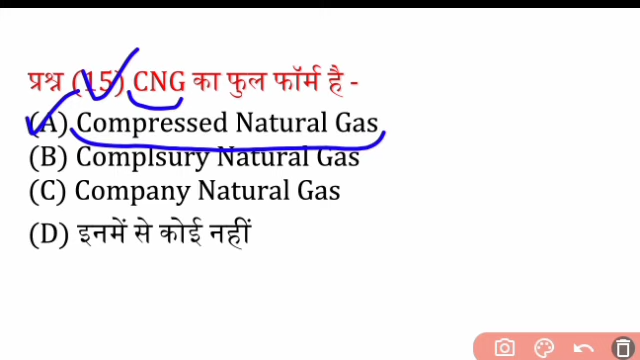 प्रश्न (15) CNG का फुल फॉर्म है -
(A) Compressed Natural Gas
(B) Complsury Natural Gas
(C) Company Natural Gas
(D) इनमें से कोई नहीं